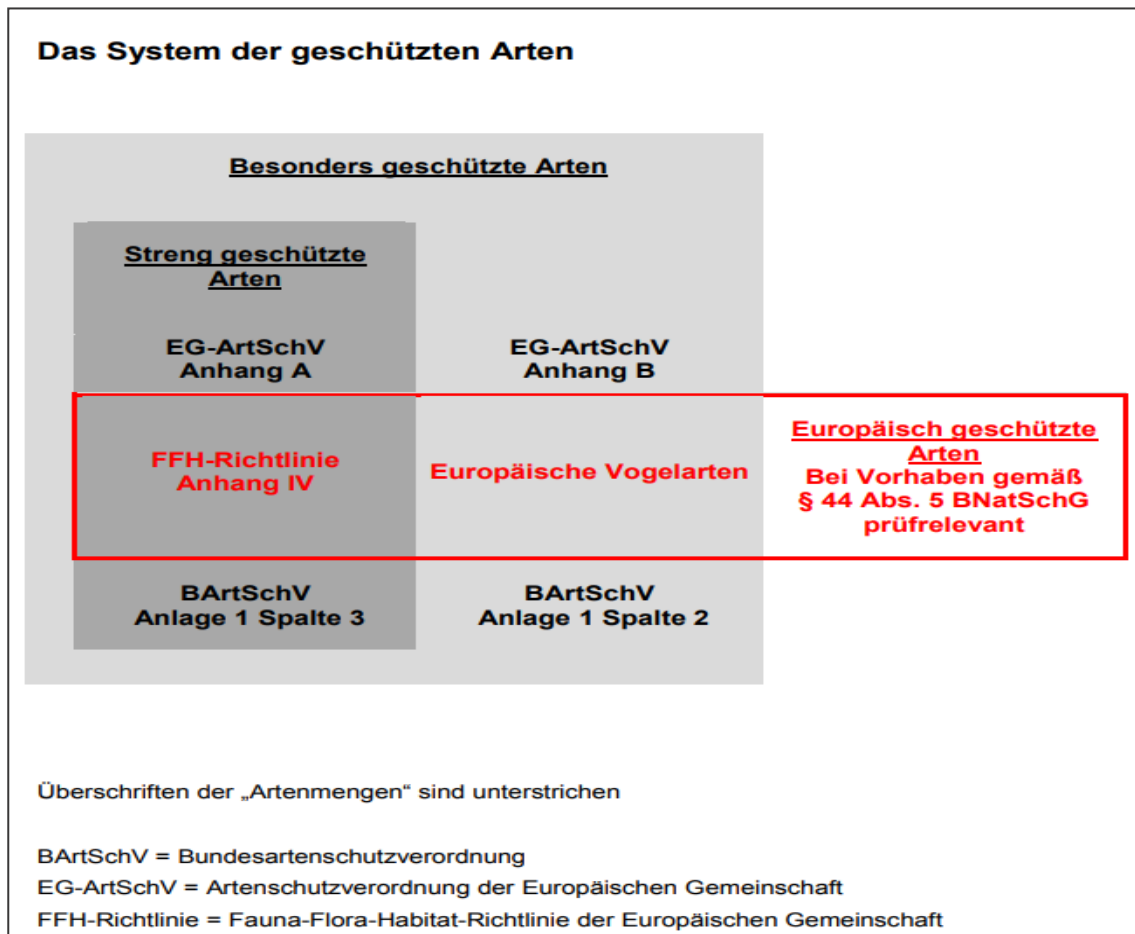 Das System der geschützten Arten
Besonders geschützte Arten
Streng geschützte
Arten
EG-ArtSchV
Anhang A
EG-ArtSchV
Anhang B
FFH-Richtlinie
Anhang IV
Europäische Vogelarten
Europäisch geschützte
Arten
Bei Vorhaben gemäß
§ 44 Abs. 5 BNatSchG
prüfrelevant
BArtSchV
Anlage 1 Spalte 3
BArtSchV
Anlage 1 Spalte 2
Überschriften der „Artenmengen“ sind unterstrichen
BArtSchV = Bundesartenschutzverordnung
EG-ArtSchV = Artenschutzverordnung der Europäischen Gemeinschaft
FFH-Richtlinie = Fauna-Flora-Habitat-Richtlinie der Europäischen Gemeinschaft